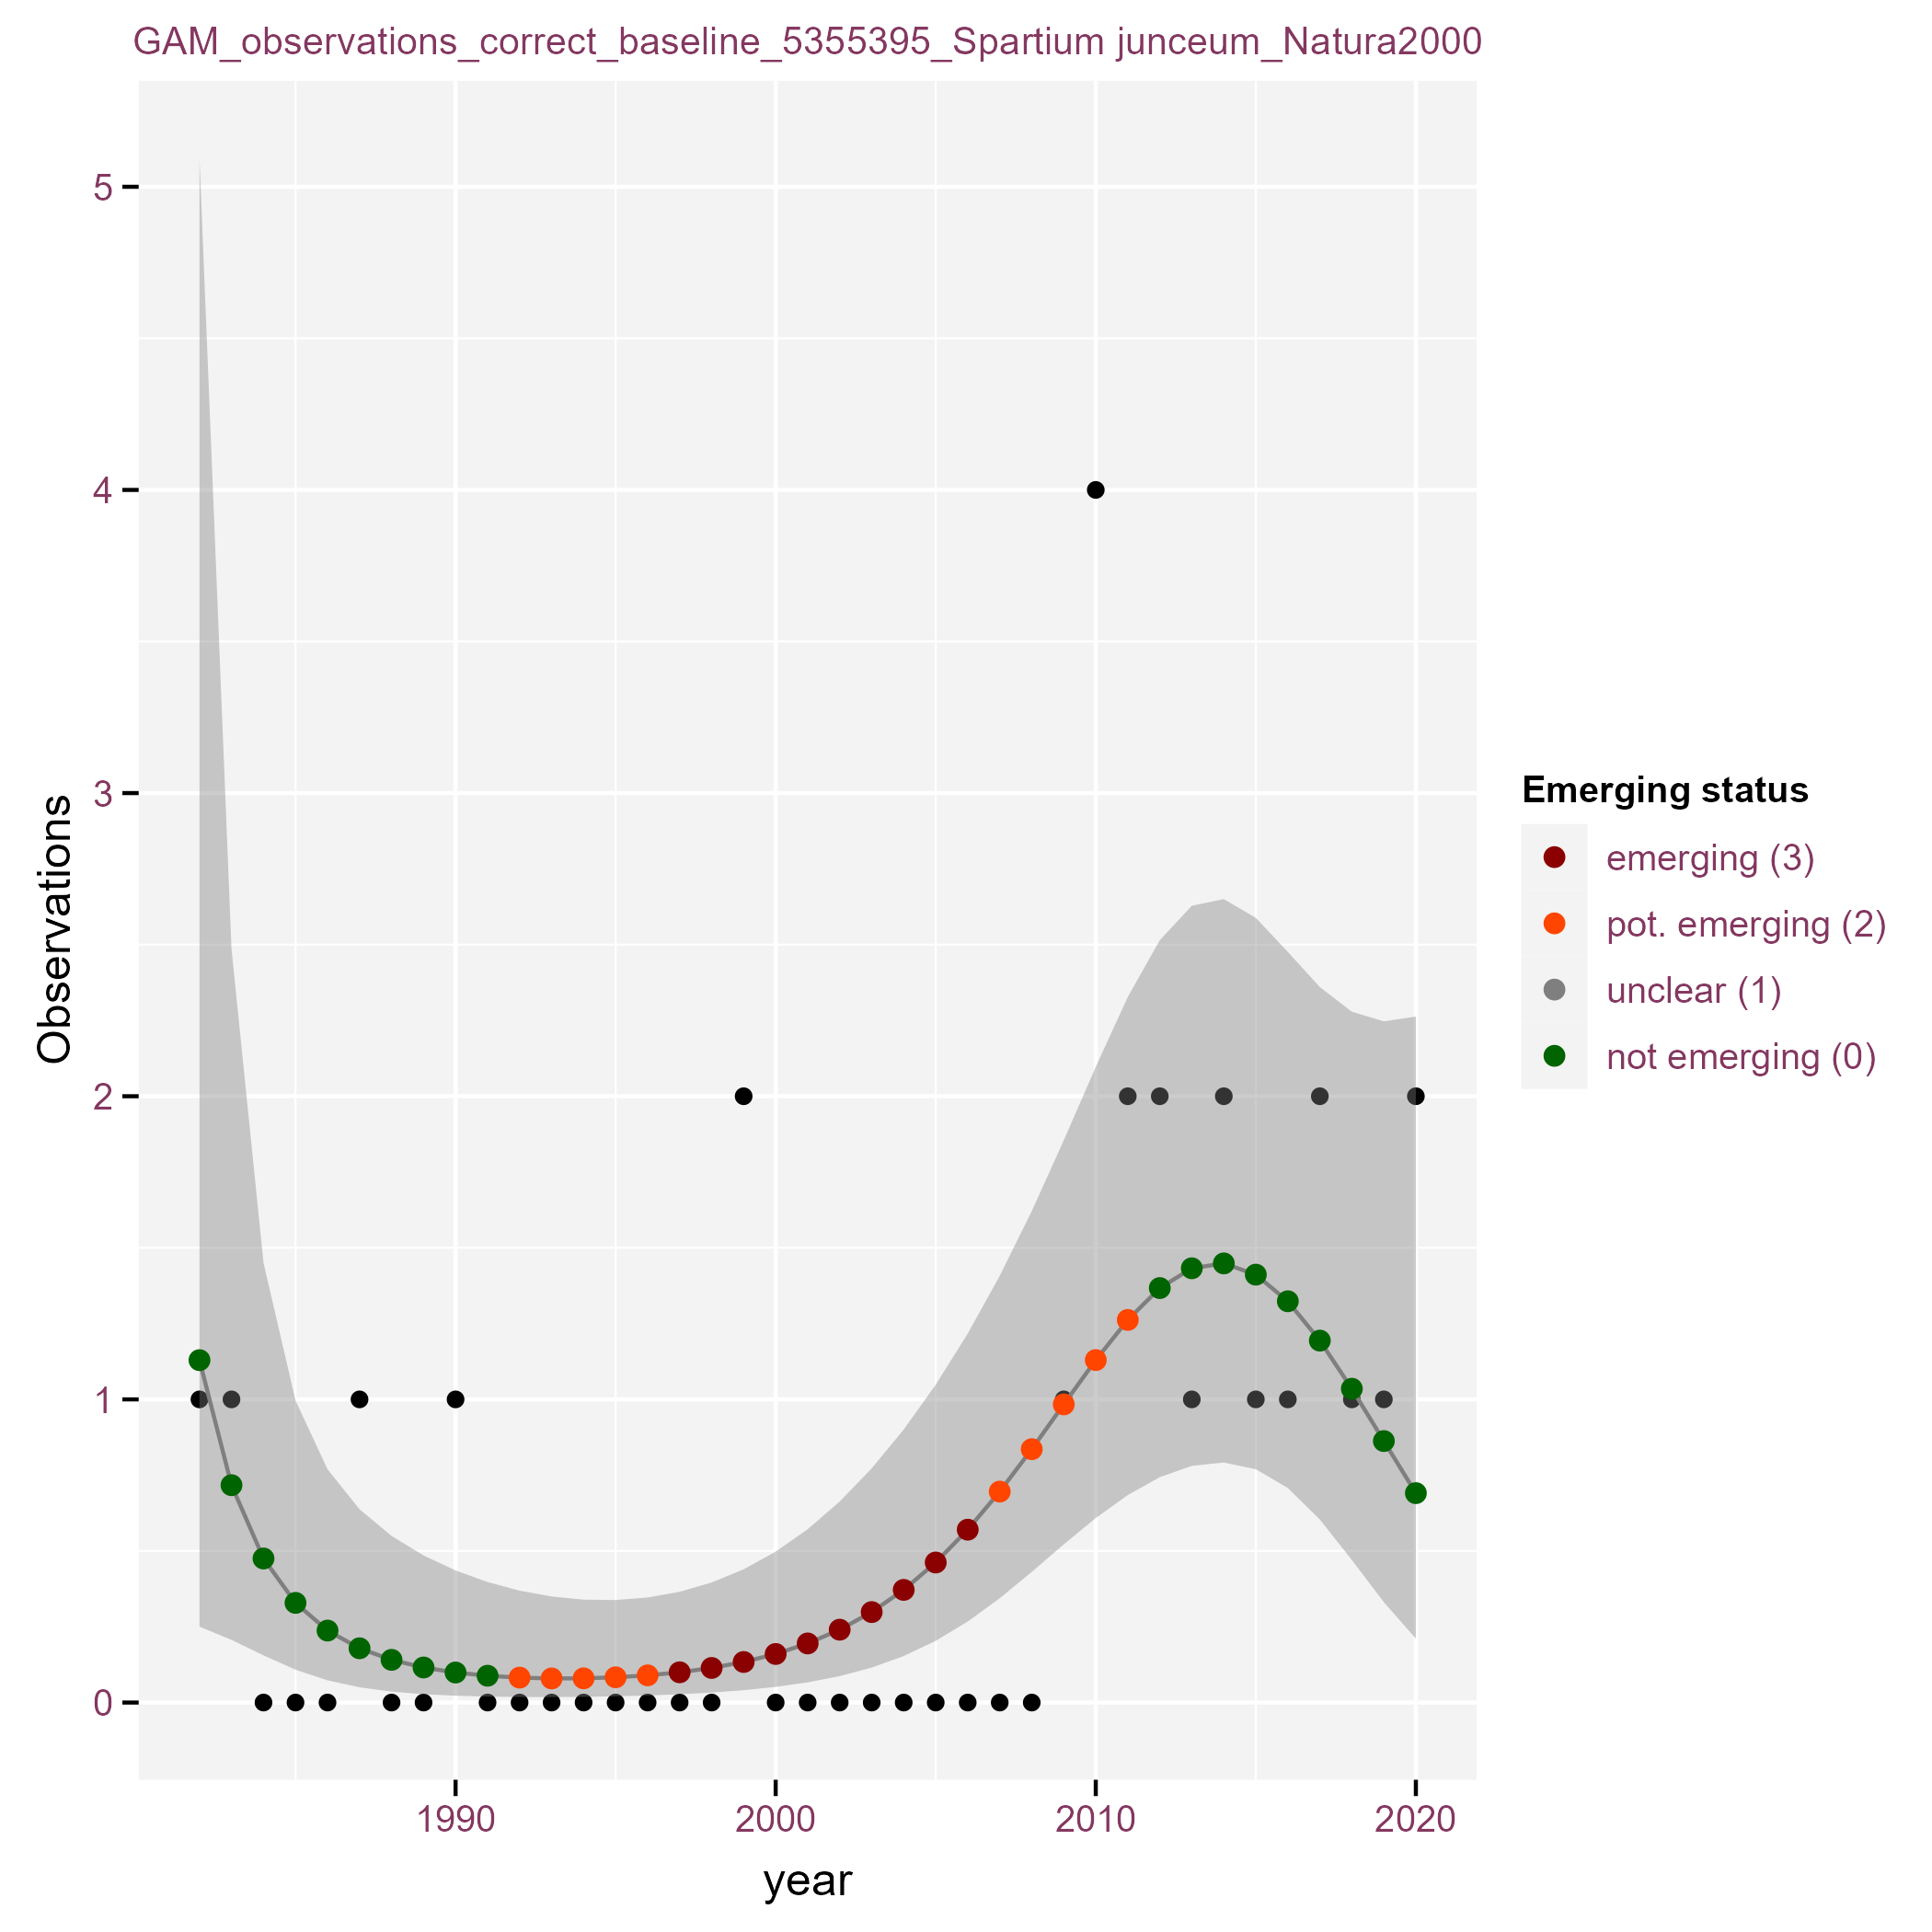 GAM_observations_correct_baseline_5355395_Spartium junceum_Natura2000
5
4
3
2
1
0
Observations
1990 2000 2010 2020
year
Emerging status
emerging (3)
pot. emerging (2)
unclear (1)
not emerging (0)